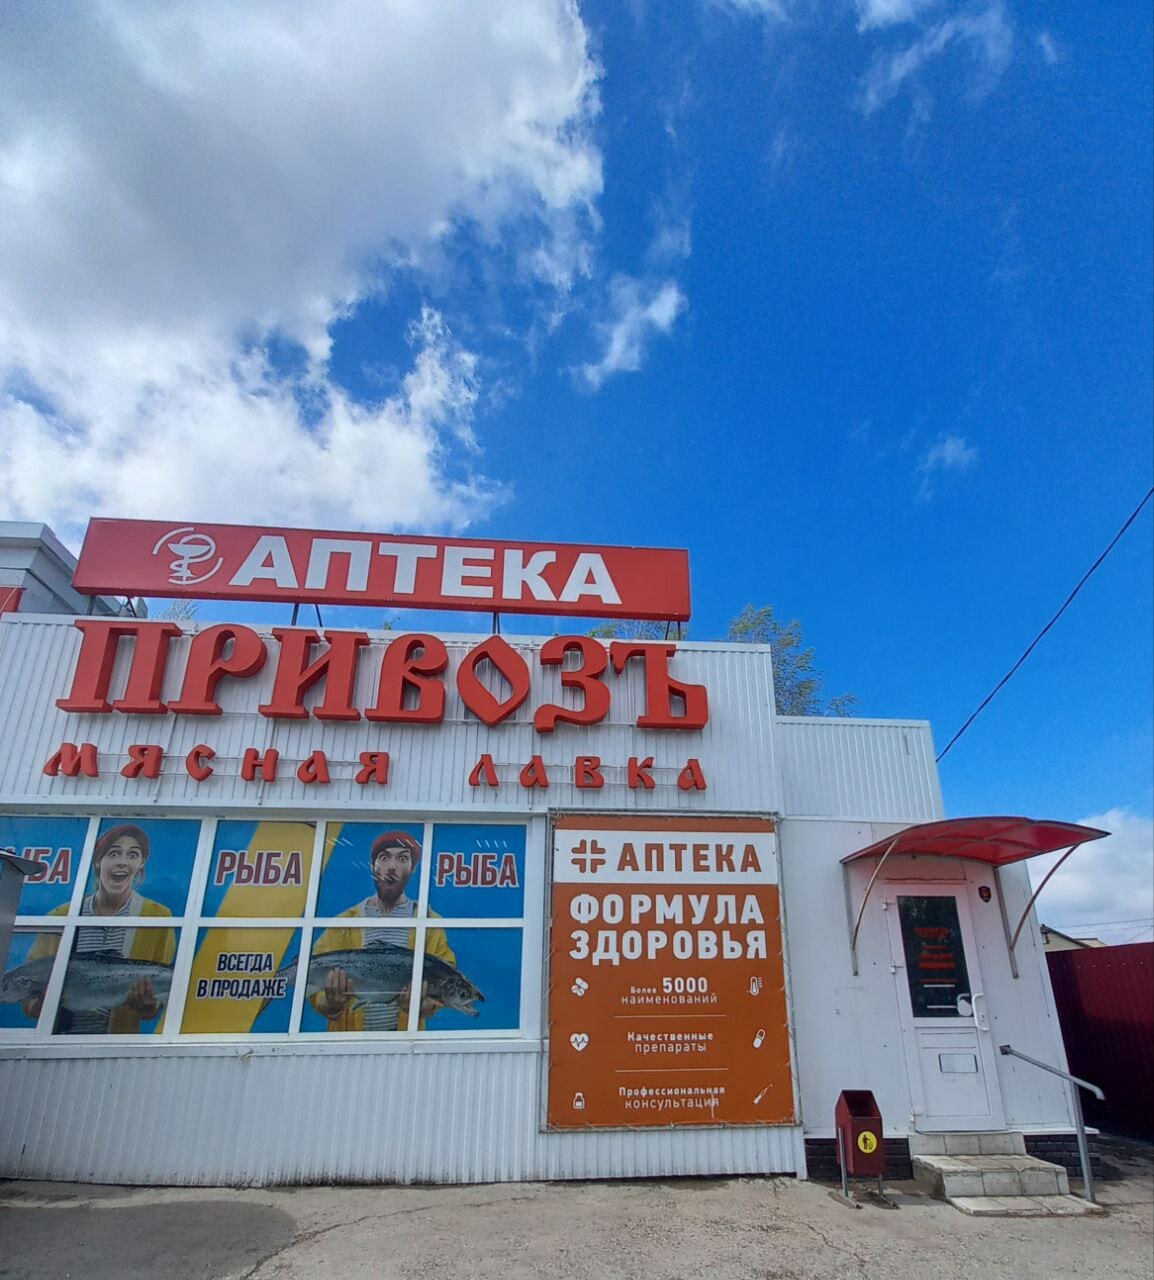 АПТЕКА
ПРИВОЗЪ
МЯСНАЯ ЛАВКА
РЫБА
РЫБА
ВСЕГДА
В ПРОДАЖЕ
РЫБА
АПТЕКА
ФОРМУЛА
ЗДОРОВЬЯ
Более 5000
наименований
Качественные
препараты
Профессиональная
консультация